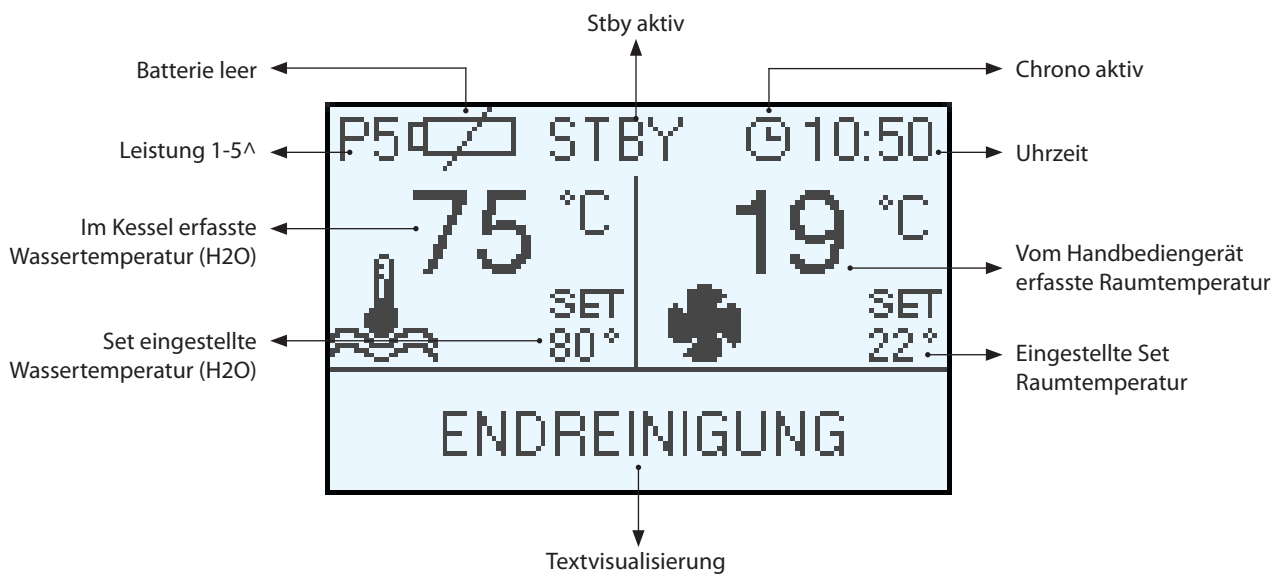 Stby aktiv
Batterie leer
Chrono aktiv
P5 STBY 10:50
Leistung 1-5^
Uhrzeit
75 °C 19 °C
Im Kessel erfasste
Wassertemperatur (H2O)
Vom Handbediengerät
erfasste Raumtemperatur
SET SET
80° 22°
Set eingestellte
Wassertemperatur (H2O)
Eingestellte Set
Raumtemperatur
ENDREINIGUNG
Textvisualisierung